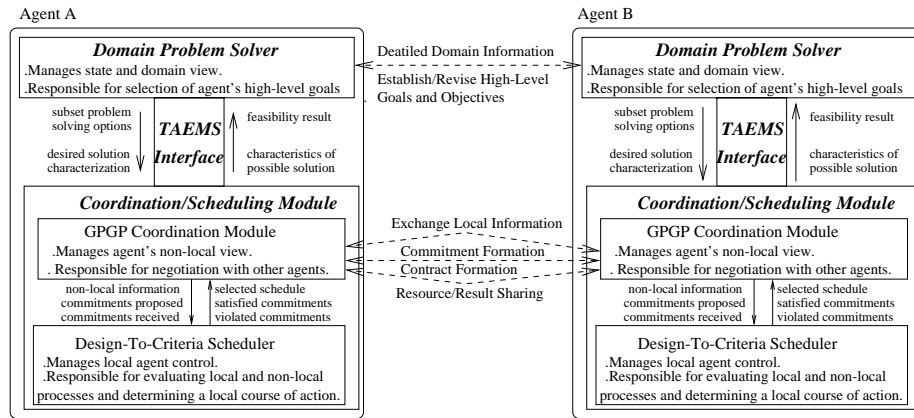 Agent A
Domain Problem Solver
.Manages state and domain view.
.Responsible for selection of agent's high-level goals
subset problem
solving options
desired solution
characterization
TAEMS
Interface
feasibility result
characteristics of
possible solution
Coordination/Scheduling Module
GPGP Coordination Module
.Manages agent's non-local view.
. Responsible for negotiation with other agents.
non-local information
commitments proposed
commitments received
selected schedule
satisfied commitments
violated commitments
Design-To-Criteria Scheduler
.Manages local agent control.
.Responsible for evaluating local and non-local
processes and determining a local course of action.
Deatiled Domain Information
Establish/Revise High-Level
Goals and Objectives
Exchange Local Information
Commitment Formation
Contract Formation
Resource/Result Sharing
Agent B
Domain Problem Solver
.Manages state and domain view.
.Responsible for selection of agent's high-level goals
subset problem
solving options
desired solution
characterization
TAEMS
Interface
feasibility result
characteristics of
possible solution
Coordination/Scheduling Module
GPGP Coordination Module
.Manages agent's non-local view.
. Responsible for negotiation with other agents.
non-local information
commitments proposed
commitments received
selected schedule
satisfied commitments
violated commitments
Design-To-Criteria Scheduler
.Manages local agent control.
.Responsible for evaluating local and non-local
processes and determining a local course of action.